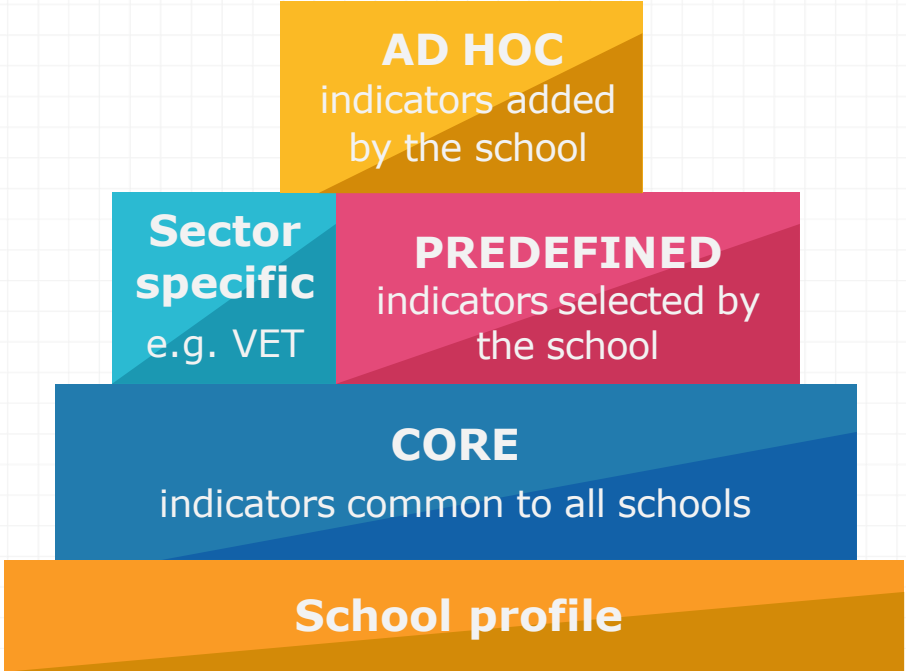 AD HOC
indicators added
by the school
Sector
specific
e.g. VET
PREDEFINED
indicators selected by
the school
CORE
indicators common to all schools
School profile